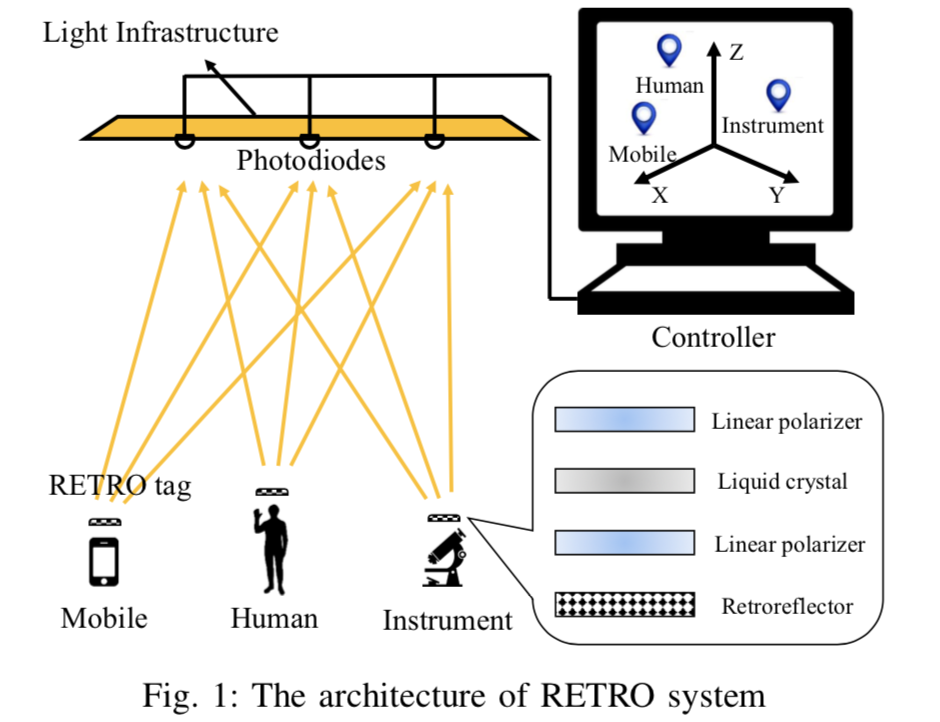 Light Infrastructure
Z
Human
Instrument
Mobile
X
Y
Photodiodes
Controller
Linear polarizer
Liquid crystal
Linear polarizer
Retroreflector
RETRO tag
Mobile
Human
Instrument
Fig. 1: The architecture of RETRO system